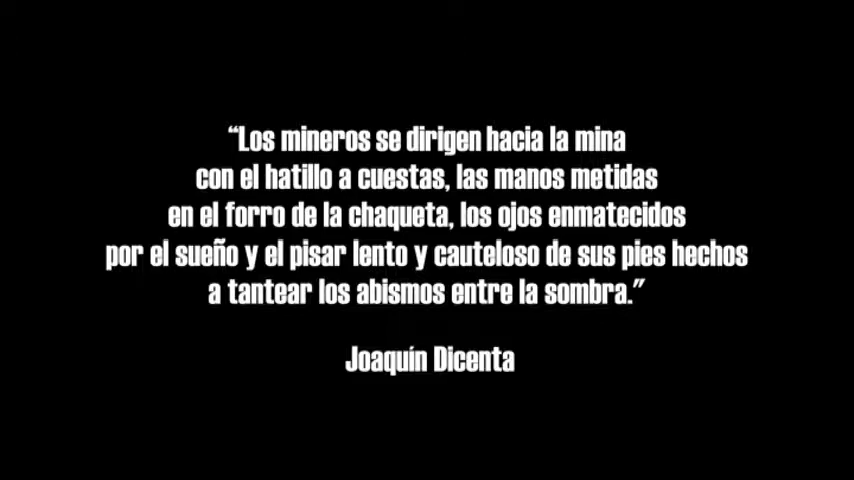 “Los mineros se dirigen hacia la mina
con el hatillo a cuestas, las manos metidas
en el forro de la chaqueta, los ojos enmatecidos
por el sueño y el pisar lento y cauteloso de sus pies hechos
a tantear los abismos entre la sombra.”
Joaquín Dicenta